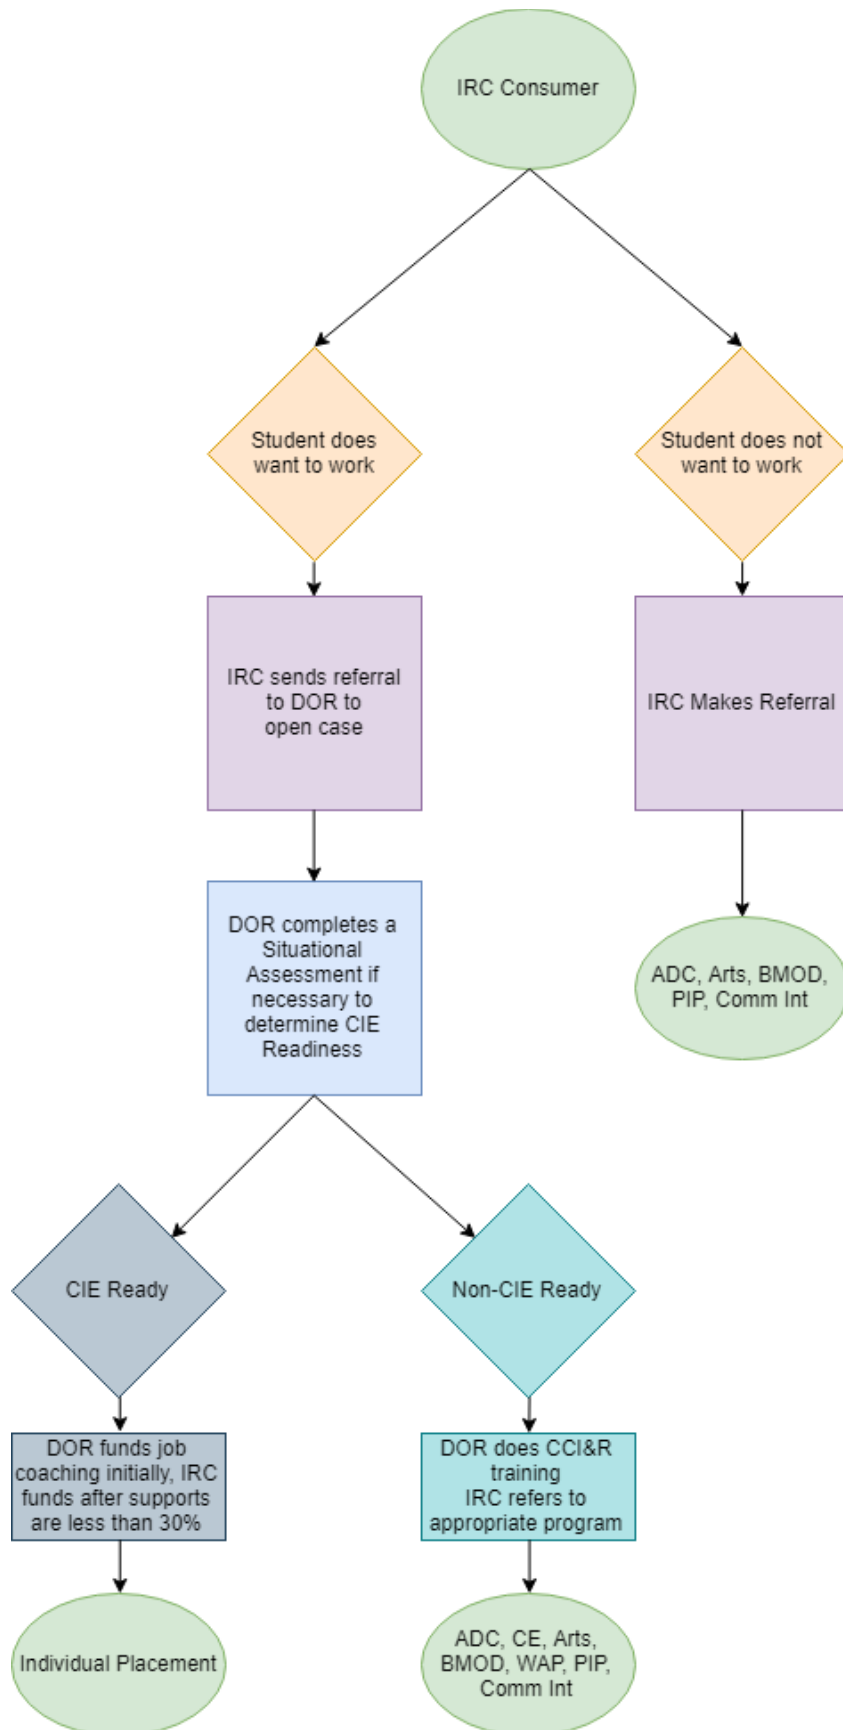 IRC Consumer
Student does
want to work
Student does not
want to work
IRC sends referral
to DOR to
open case
IRC Makes Referral
DOR completes a
Situational
Assessment if
necessary to
determine CIE
Readiness
ADC, Arts, BMOD,
PIP, Comm Int
CIE Ready
Non-CIE Ready
DOR funds job
coaching initially, IRC
funds after supports
are less than 30%
DOR does CCI&R
training
IRC refers to
appropriate program
Individual Placement
ADC, CE, Arts,
BMOD, WAP, PIP,
Comm Int